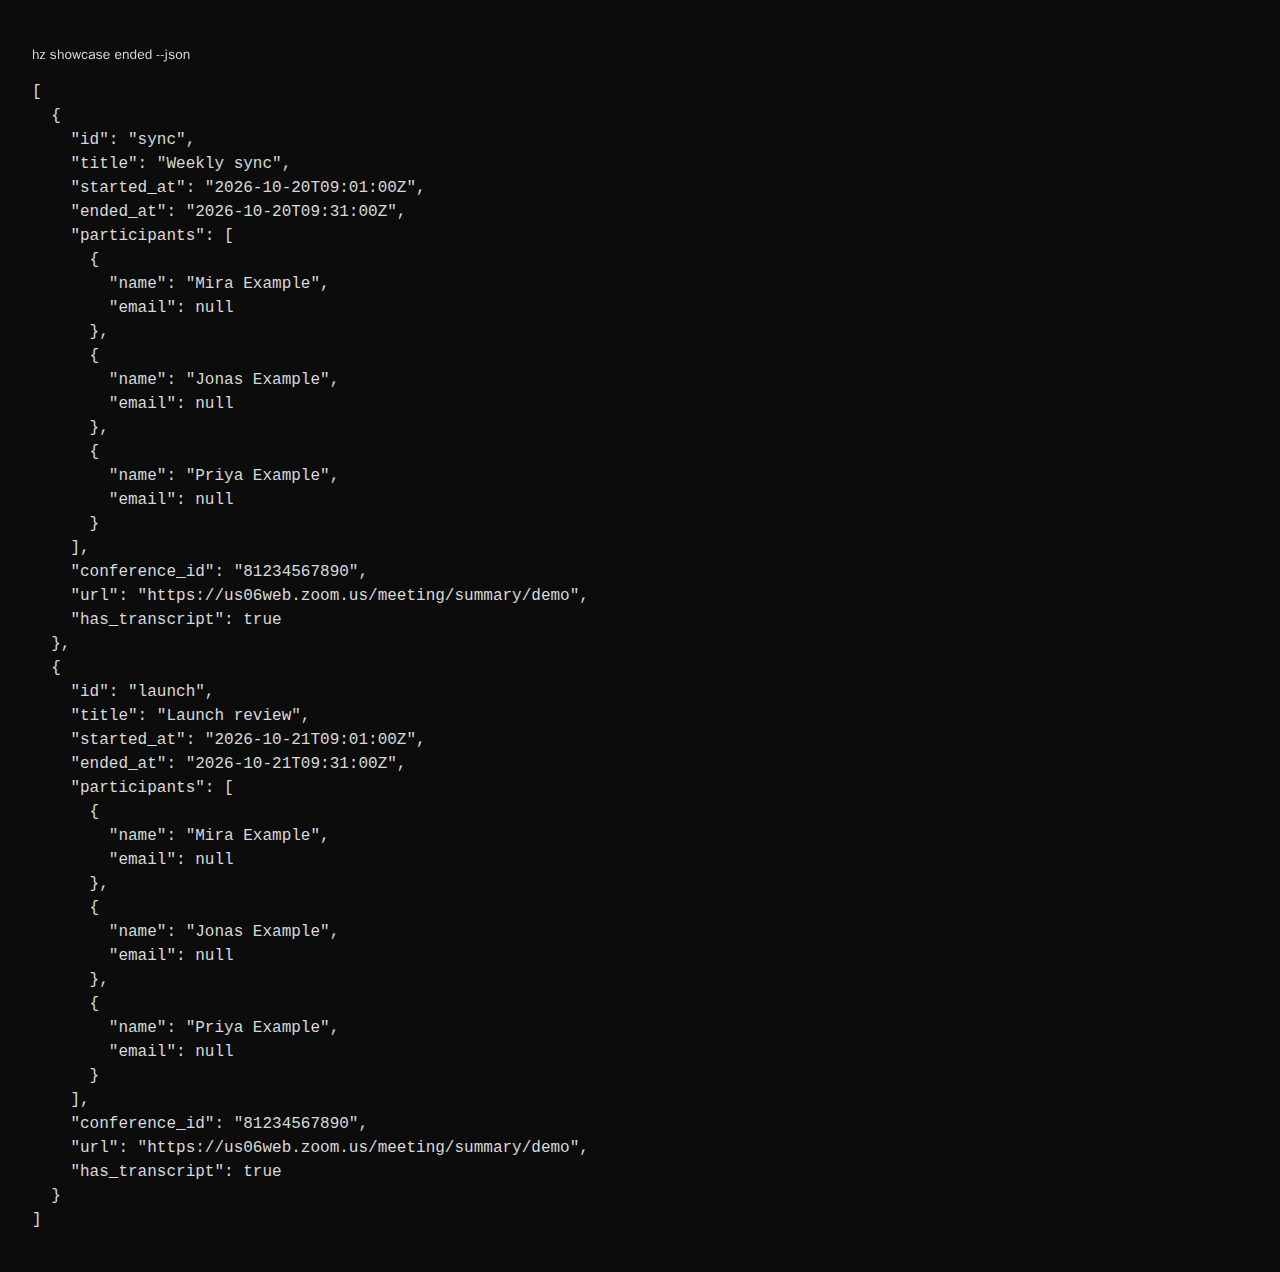 hz showcase ended --json
[
  {
    "id": "sync",
    "title": "Weekly sync",
    "started_at": "2026-10-20T09:01:00Z",
    "ended_at": "2026-10-20T09:31:00Z",
    "participants": [
      {
        "name": "Mira Example",
        "email": null
      },
      {
        "name": "Jonas Example",
        "email": null
      },
      {
        "name": "Priya Example",
        "email": null
      }
    ],
    "conference_id": "81234567890",
    "url": "https://us06web.zoom.us/meeting/summary/demo",
    "has_transcript": true
  },
  {
    "id": "launch",
    "title": "Launch review",
    "started_at": "2026-10-21T09:01:00Z",
    "ended_at": "2026-10-21T09:31:00Z",
    "participants": [
      {
        "name": "Mira Example",
        "email": null
      },
      {
        "name": "Jonas Example",
        "email": null
      },
      {
        "name": "Priya Example",
        "email": null
      }
    ],
    "conference_id": "81234567890",
    "url": "https://us06web.zoom.us/meeting/summary/demo",
    "has_transcript": true
  }
]